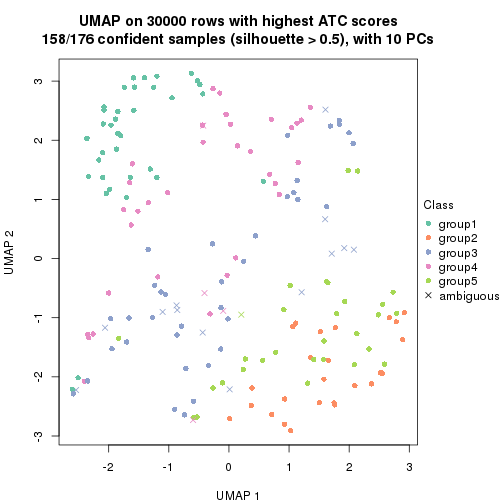 UMAP on 30000 rows with highest ATC scores
158/176 confident samples (silhouette > 0.5), with 10 PCs
3
2
1
0
-1
-2
-3
UMAP 2
-2
-1
0
1
2
3
UMAP 1
Class
group1
group2
group3
group4
group5
ambiguous